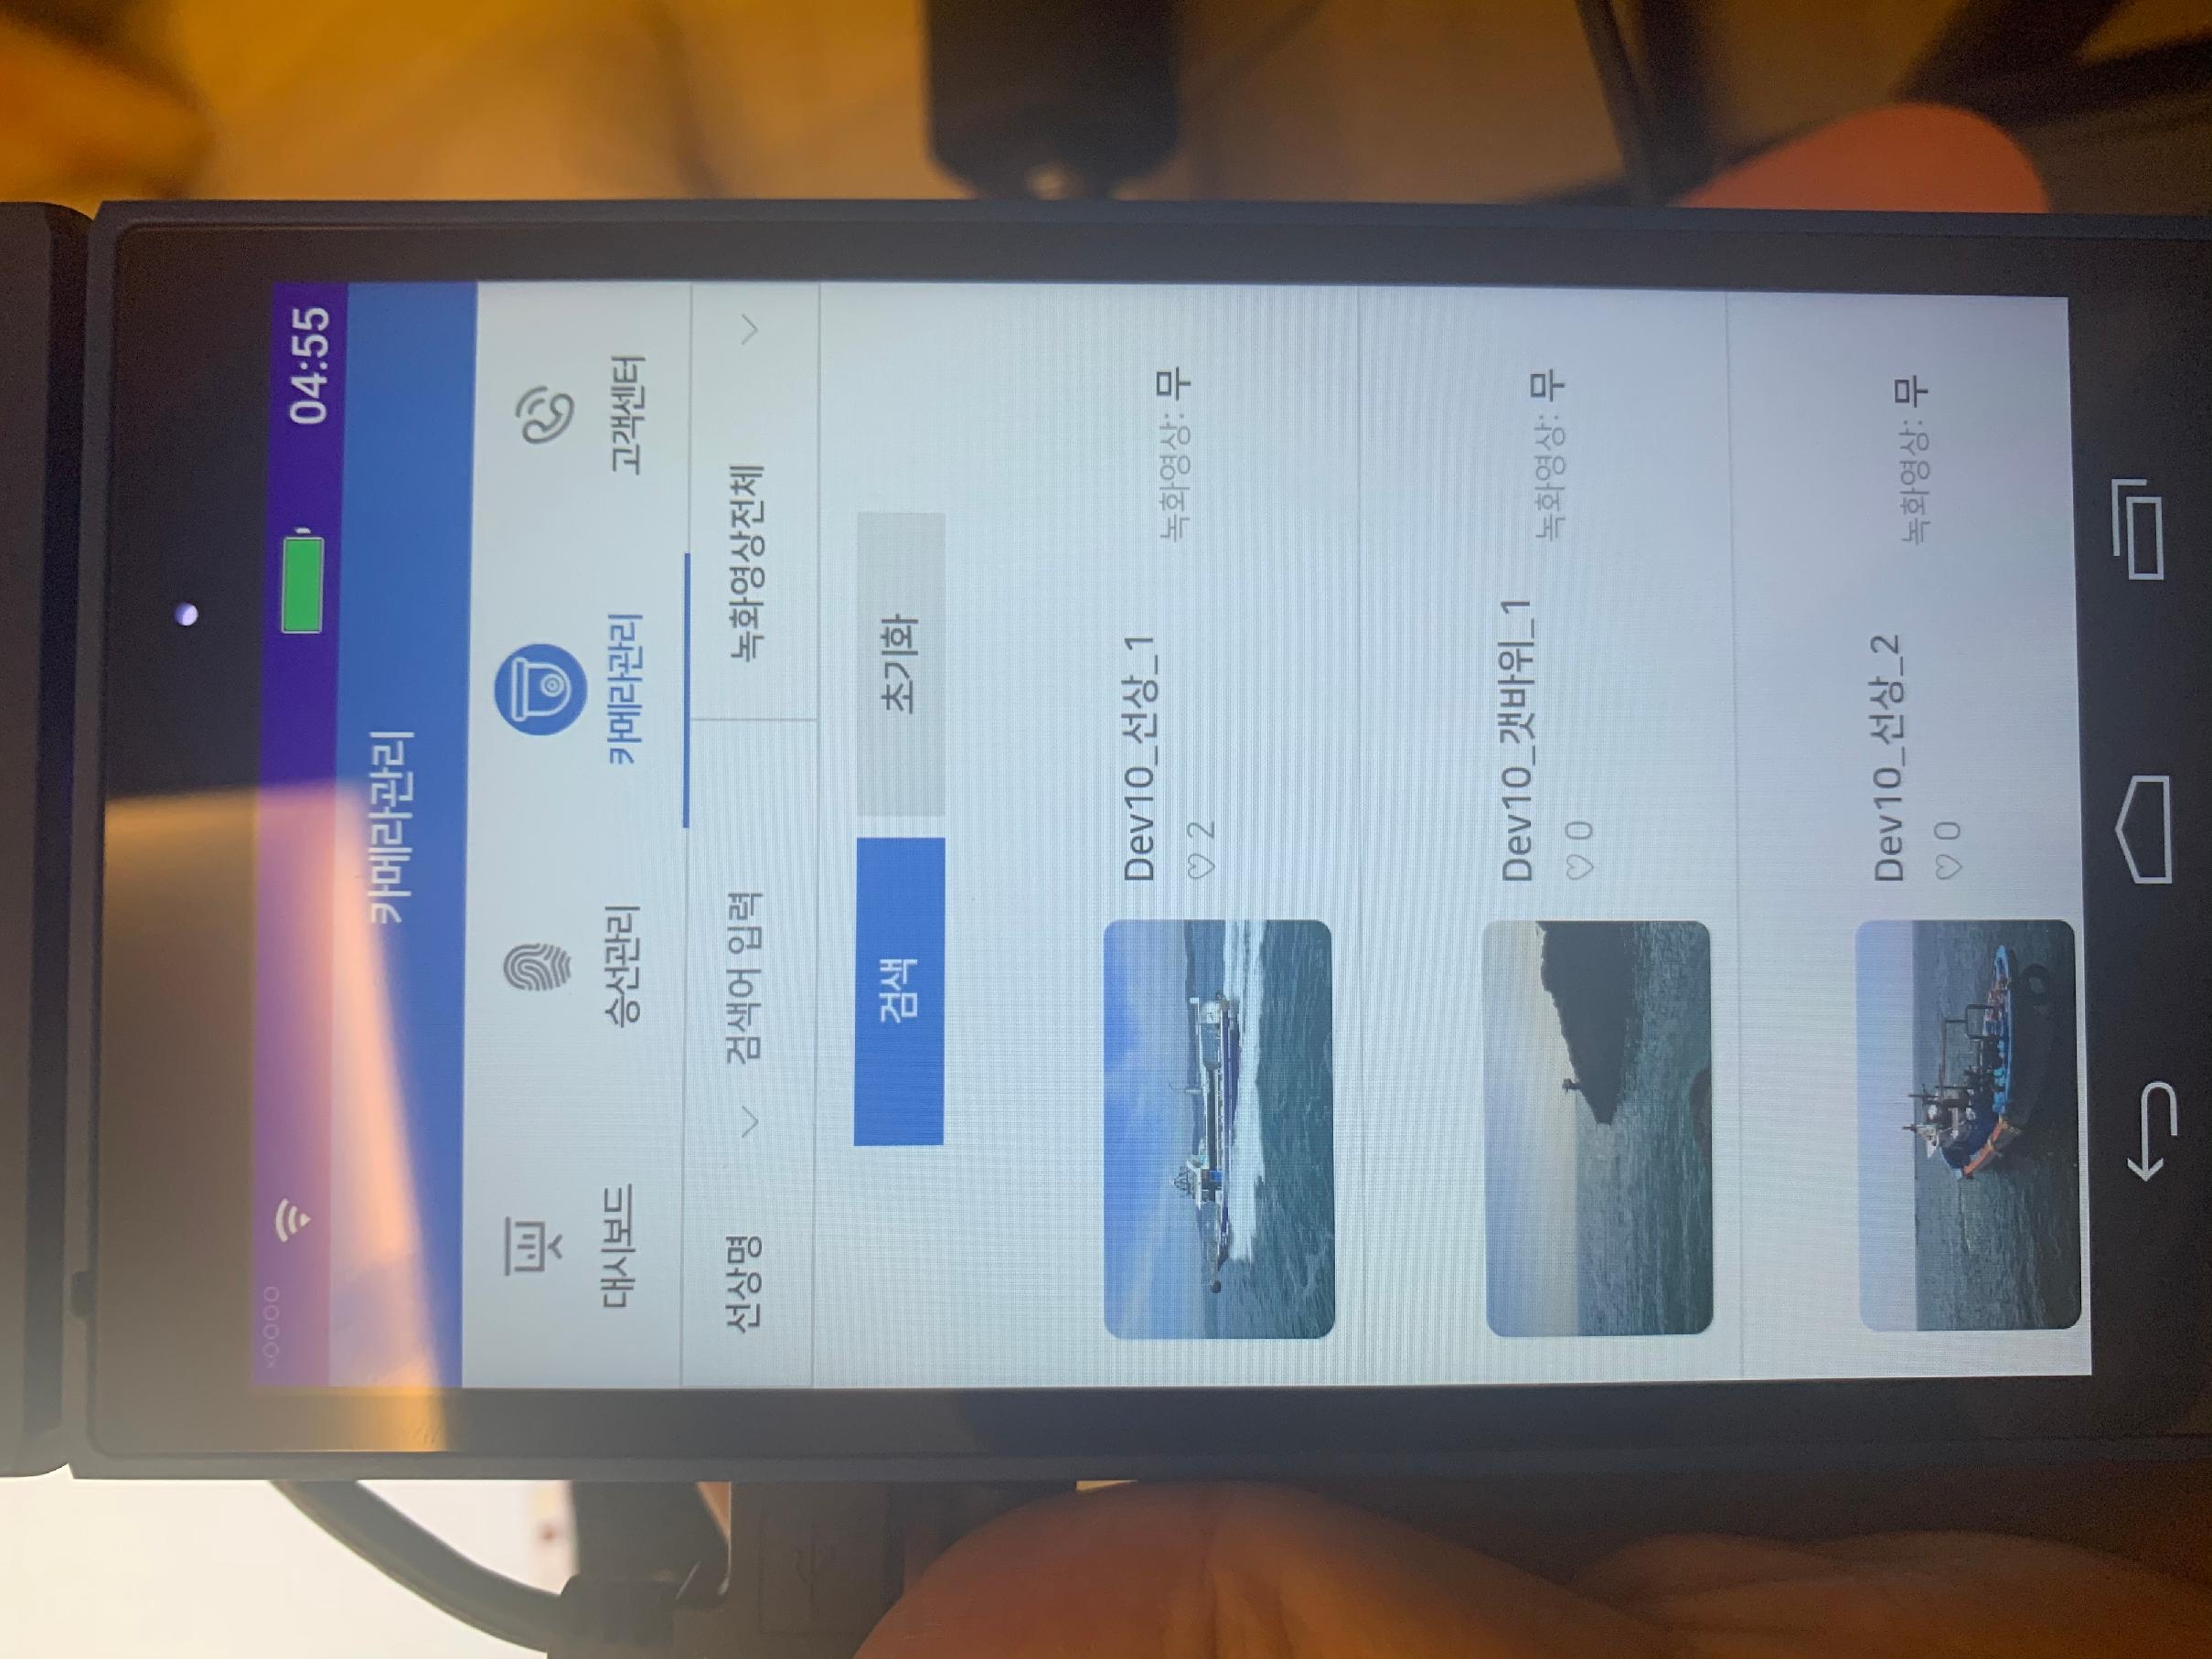 04:55
카메라관리
대시보드 승선관리 카메라관리 고객센터
선상명 검색어 입력 녹화영상전체
검색 초기화
Dev10_선상_1
♡ 2 녹화영상: 무
Dev10_갯바위_1
♡ 0 녹화영상: 무
Dev10_선상_2
♡ 0 녹화영상: 무